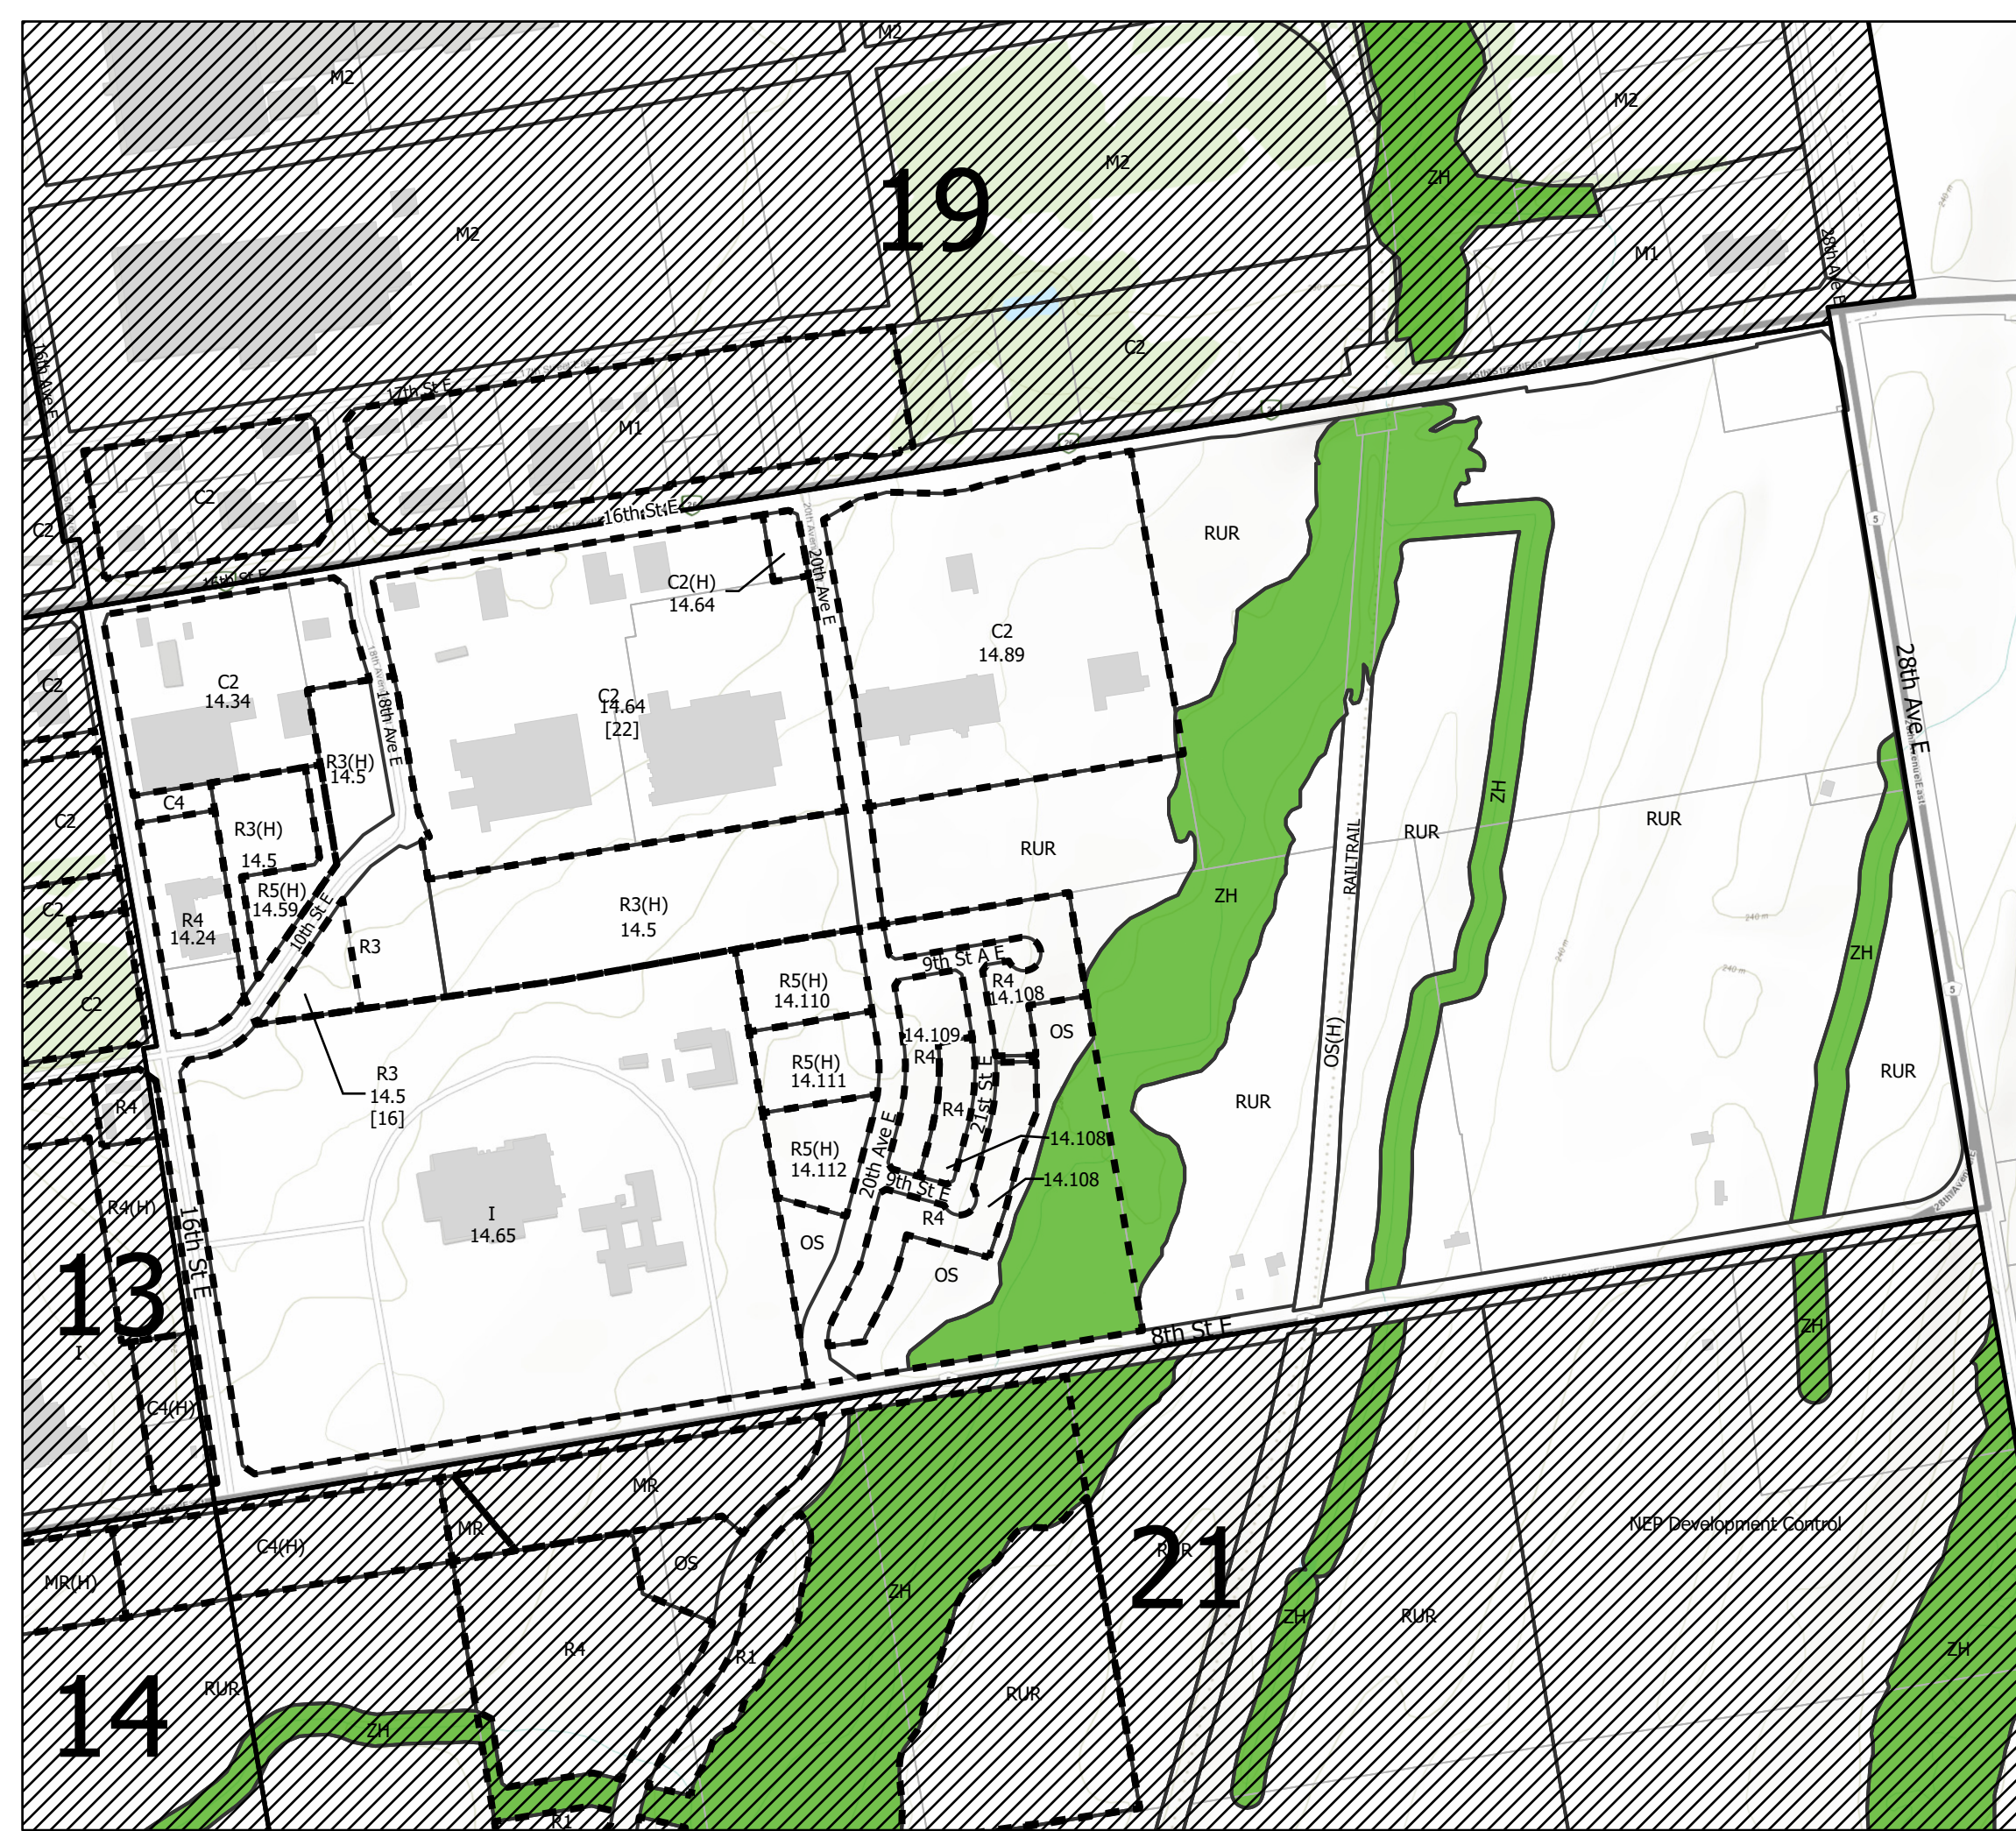 M2
M2
M2
M2
M2
ZH
19
M1
28th Ave E
C2
16th Ave E
17th St E
M1
C2
C2
16th St E
16th St E
RUR
20th Ave E
C2(H)
14.64
C2
14.89
C2
C2
14.34
18th Ave E
C2
14.64
[22]
28th Ave E
R3(H)
14.5
C4
C2
R3(H)
14.5
RUR
ZH
RUR
RUR
RAILTRAIL
R5(H)
14.59
C2
R4
14.24
10th St E
R3
R3(H)
14.5
ZH
240 m
ZH
240 m
240 m
240 m
5
5
9th St A E
R5(H)
14.110
R4
14.108
C2
OS
14.109
R4
OS(H)
R5(H)
14.111
RUR
R3
14.5
[16]
R4
R4
21st St E
RUR
14.108
R5(H)
14.112
20th Ave E
14.108
9th St E
R4(H)
16th St E
I
14.65
R4
OS
OS
13
I
8th St E
ZH
C4(H)
MR
MR
C4(H)
OS
MR(H)
21
RUR
NEP Development Control
ZH
ZH
RUR
R4
R1
ZH
14
RUR
RUR
ZH
R1